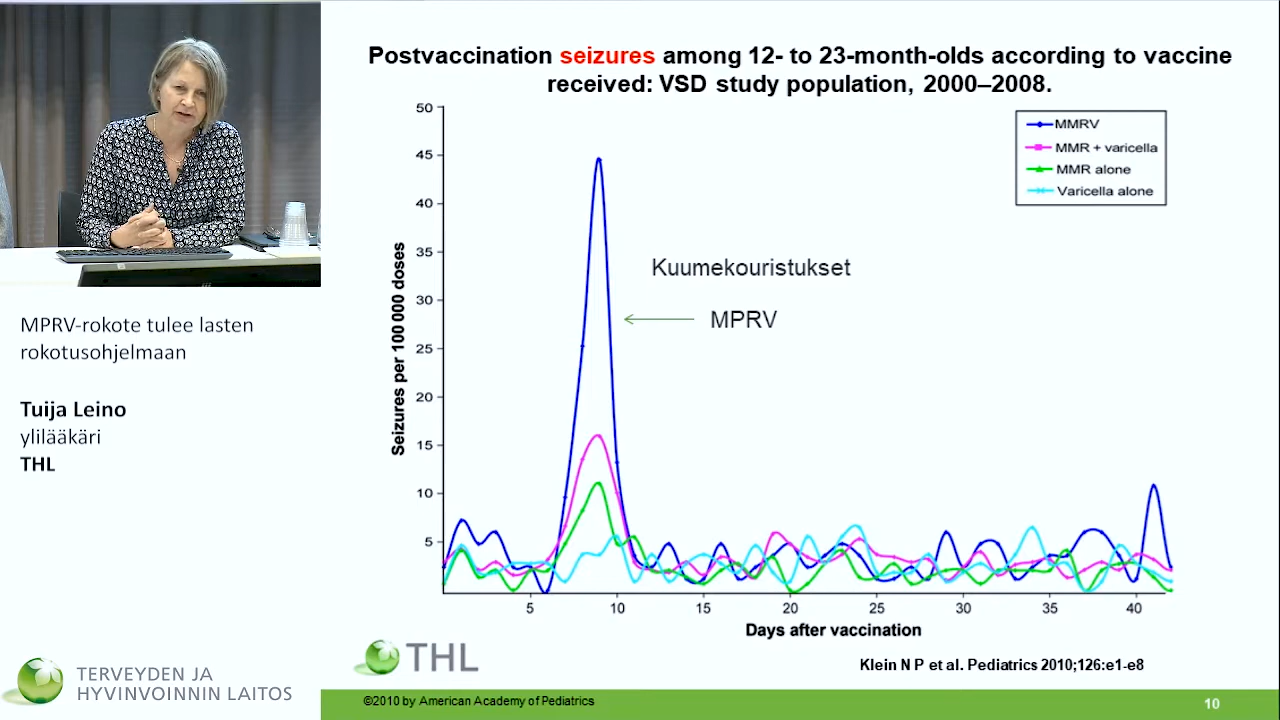 Postvaccination seizures among 12- to 23-month-olds according to vaccine
received: VSD study population, 2000–2008.
50
45
40
35
30
25
20
15
10
5
Seizures per 100 000 doses
MMRV
MMR + varicella
MMR alone
Varicella alone
Kuumekouristukset
MPRV
5
10
15
20
25
30
35
40
Days after vaccination
MPRV-rokote tulee lasten
rokotusohjelmaan
Tuija Leino
ylilääkäri
THL
TERVEYDEN JA
HYVINVOINNIN LAITOS
THL
Klein N P et al. Pediatrics 2010;126:e1-e8
©2010 by American Academy of Pediatrics
10